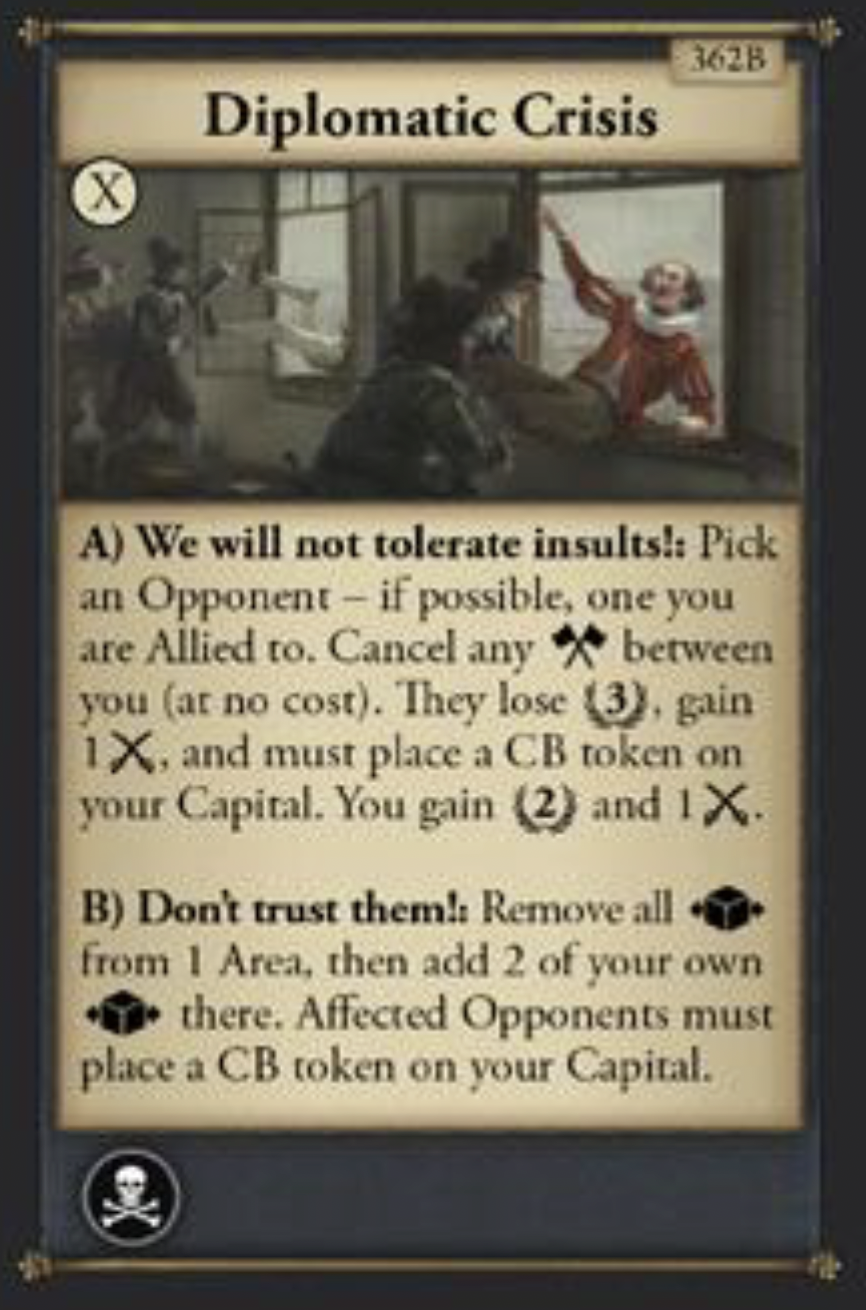 362B
Diplomatic Crisis
X
A) We will not tolerate insults!: Pick
an Opponent – if possible, one you
are Allied to. Cancel any between
you (at no cost). They lose (3), gain
1, and must place a CB token on
your Capital. You gain (2) and 1.
B) Don't trust them!: Remove all
from 1 Area, then add 2 of your own
there. Affected Opponents must
place a CB token on your Capital.